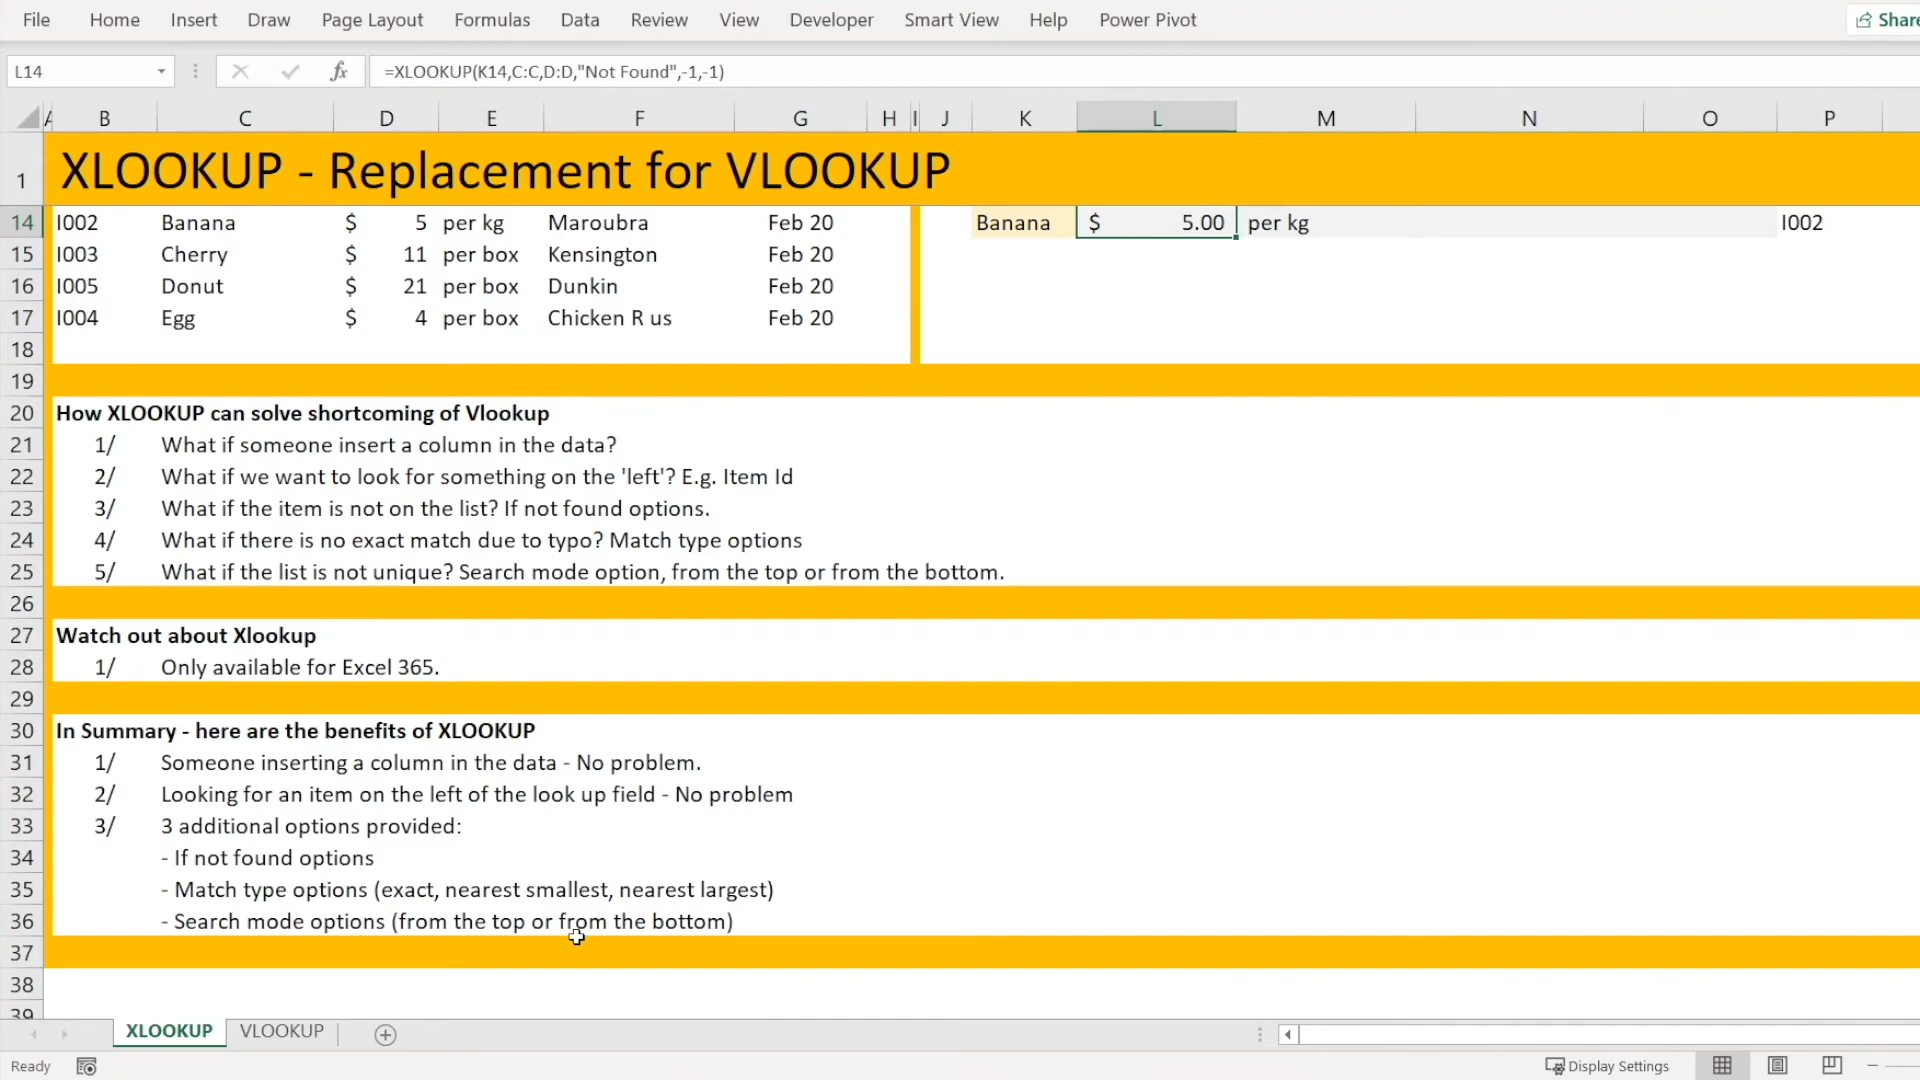 File Home Insert Draw Page Layout Formulas Data Review View Developer Smart View Help Power Pivot Share
L14 fx =XLOOKUP(K14,C:C,D:D,"Not Found",-1,-1)
A B C D E F G H I J K L M N O P
1 XLOOKUP - Replacement for VLOOKUP
14 I002 Banana $ 5 per kg Maroubra Feb 20 Banana $ 5.00 per kg I002
15 I003 Cherry $ 11 per box Kensington Feb 20
16 I005 Donut $ 21 per box Dunkin Feb 20
17 I004 Egg $ 4 per box Chicken R us Feb 20
18
19
20 How XLOOKUP can solve shortcoming of Vlookup
21 1/ What if someone insert a column in the data?
22 2/ What if we want to look for something on the 'left'? E.g. Item Id
23 3/ What if the item is not on the list? If not found options.
24 4/ What if there is no exact match due to typo? Match type options
25 5/ What if the list is not unique? Search mode option, from the top or from the bottom.
26
27 Watch out about Xlookup
28 1/ Only available for Excel 365.
29
30 In Summary - here are the benefits of XLOOKUP
31 1/ Someone inserting a column in the data - No problem.
32 2/ Looking for an item on the left of the look up field - No problem
33 3/ 3 additional options provided:
34 - If not found options
35 - Match type options (exact, nearest smallest, nearest largest)
36 - Search mode options (from the top or from the bottom)
37
38
39
XLOOKUP VLOOKUP
Ready Display Settings